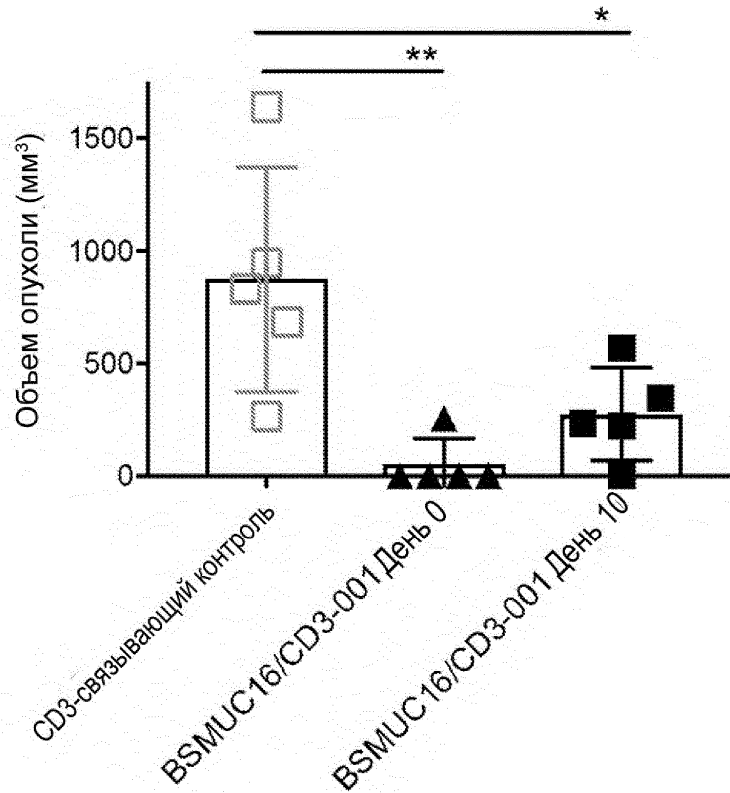 *
**
Объем опухоли (мм³)
1500
1000
500
0
CD3-связывающий контроль
BSMUC16/CD3-001 День 0
BSMUC16/CD3-001 День 10